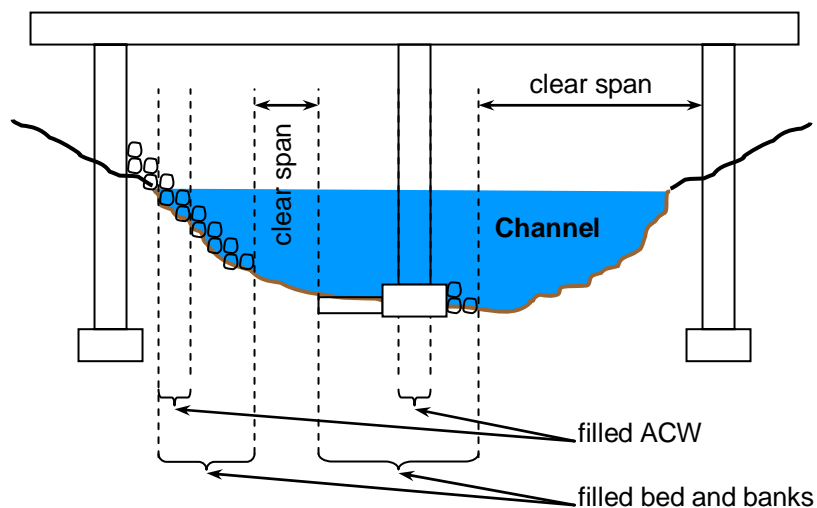 clear span
clear span
Channel
filled ACW
filled bed and banks